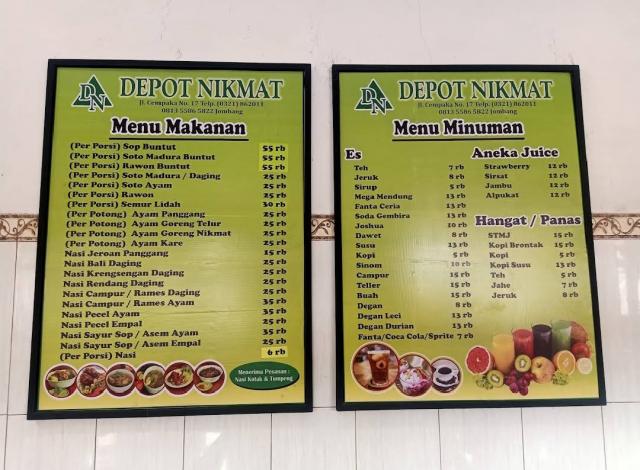 DN
DEPOT NIKMAT
Jl. Cempaka No. 17 Telp. (0321) 862011
0813 5506 5822 Jombang
Menu Makanan
(Per Porsi) Sop Buntut 55 rb
(Per Porsi) Soto Madura Buntut 55 rb
(Per Porsi) Rawon Buntut 55 rb
(Per Porsi) Soto Madura / Daging 25 rb
(Per Porsi) Soto Ayam 25 rb
(Per Porsi) Rawon 25 rb
(Per Porsi) Semur Lidah 30 rb
(Per Potong) Ayam Panggang 25 rb
(Per Potong) Ayam Goreng Telur 25 rb
(Per Potong) Ayam Goreng Nikmat 25 rb
(Per Potong) Ayam Kare 25 rb
Nasi Jeroan Panggang 25 rb
Nasi Bali Daging 25 rb
Nasi Krengsengan Daging 25 rb
Nasi Rendang Daging 25 rb
Nasi Campur / Rames Daging 25 rb
Nasi Campur / Rames Ayam 35 rb
Nasi Pecel Ayam 35 rb
Nasi Pecel Empal 25 rb
Nasi Sayur Sop / Asem Ayam 35 rb
Nasi Sayur Sop / Asem Empal 25 rb
(Per Porsi) Nasi 6 rb
Menerima Pesanan :
Nasi Kotak & Tumpeng
DN
DEPOT NIKMAT
Jl. Cempaka No. 17 Telp. (0321) 862011
0813 5506 5822 Jombang
Menu Minuman
Es
Teh 7 rb
Jeruk 8 rb
Sirup 5 rb
Mega Mendung 13 rb
Fanta Ceria 13 rb
Soda Gembira 13 rb
Joshua 10 rb
Dawet 8 rb
Susu 13 rb
Kopi 5 rb
Sinom 10 rb
Campur 15 rb
Teller 15 rb
Buah 15 rb
Degan 8 rb
Degan Leci 13 rb
Degan Durian 13 rb
Fanta/Coca Cola/Sprite 7 rb
Aneka Juice
Strawberry 12 rb
Sirsat 12 rb
Jambu 12 rb
Alpukat 12 rb
Hangat / Panas
STMJ 15 rb
Kopi Brontak 15 rb
Kopi 5 rb
Kopi Susu 13 rb
Teh 5 rb
Jahe 7 rb
Jeruk 8 rb